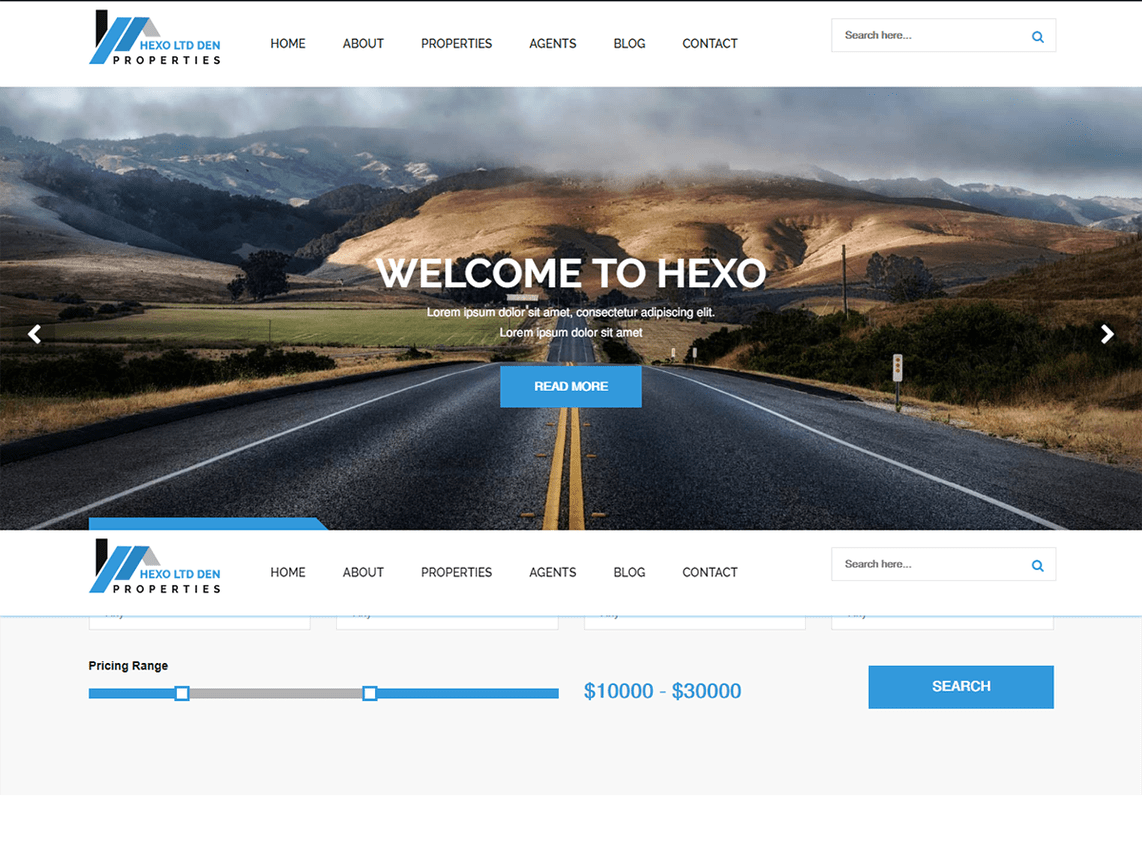 HEXO LTD DEN
PROPERTIES
HOME ABOUT PROPERTIES AGENTS BLOG CONTACT
Search here...
WELCOME TO HEXO
Lorem ipsum dolor sit amet, consectetur adipiscing elit.
Lorem ipsum dolor sit amet
READ MORE
HEXO LTD DEN
PROPERTIES
HOME ABOUT PROPERTIES AGENTS BLOG CONTACT
Search here...
Pricing Range
$10000 - $30000
SEARCH